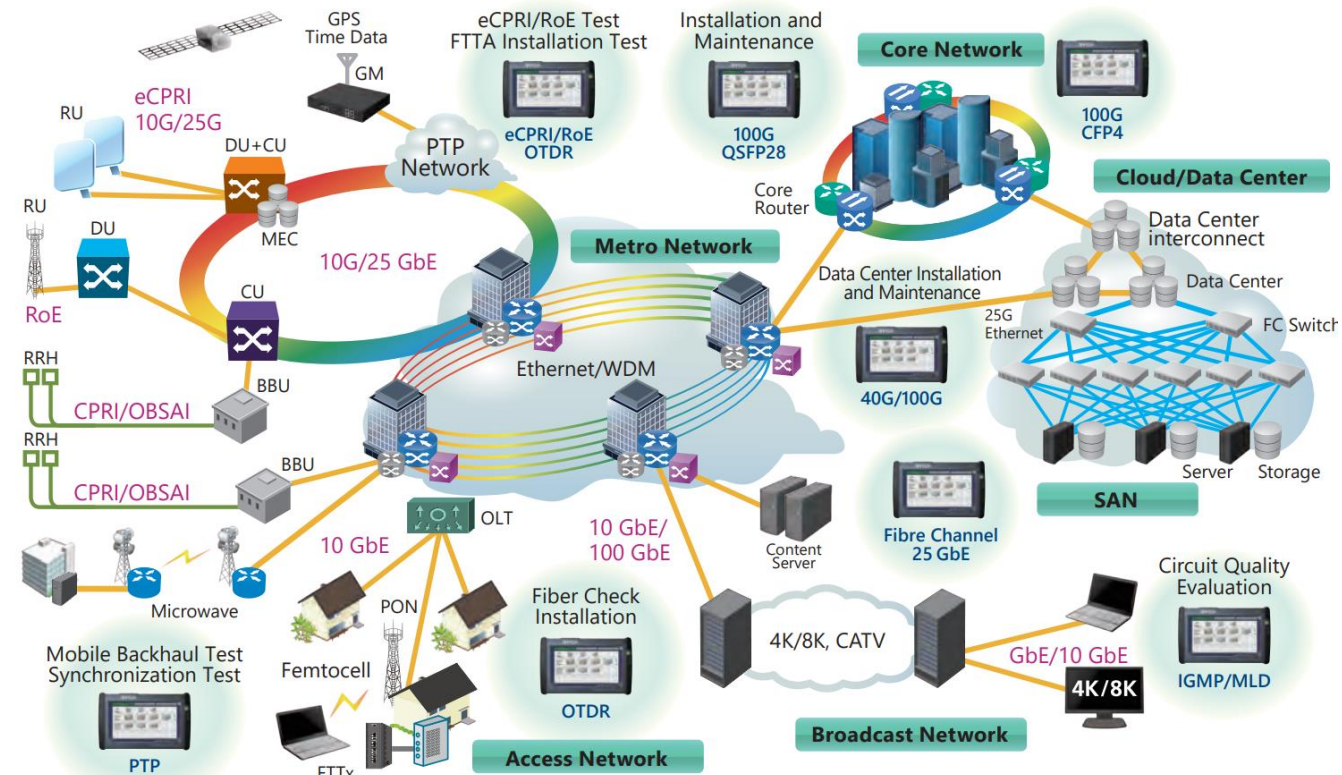 GPS
Time Data
GM
eCPRI/RoE Test
FTTA Installation Test
eCPRI/RoE
OTDR
Installation and
Maintenance
100G
QSFP28
Core Network
100G
CFP4
RU
eCPRI
10G/25G
DU+CU
MEC
PTP
Network
Core
Router
Cloud/Data Center
Data Center
interconnect
Data Center
RU
DU
RoE
10G/25 GbE
CU
Metro Network
Data Center Installation
and Maintenance
40G/100G
25G
Ethernet
FC Switch
Ethernet/WDM
RRH
CPRI/OBSAI
BBU
RRH
CPRI/OBSAI
BBU
Server
Storage
SAN
Fibre Channel
25 GbE
Microwave
10 GbE
OLT
10 GbE/
100 GbE
Content
Server
PON
Femtocell
FTTx
Fiber Check
Installation
OTDR
Access Network
Mobile Backhaul Test
Synchronization Test
PTP
4K/8K, CATV
GbE/10 GbE
4K/8K
Broadcast Network
Circuit Quality
Evaluation
IGMP/MLD